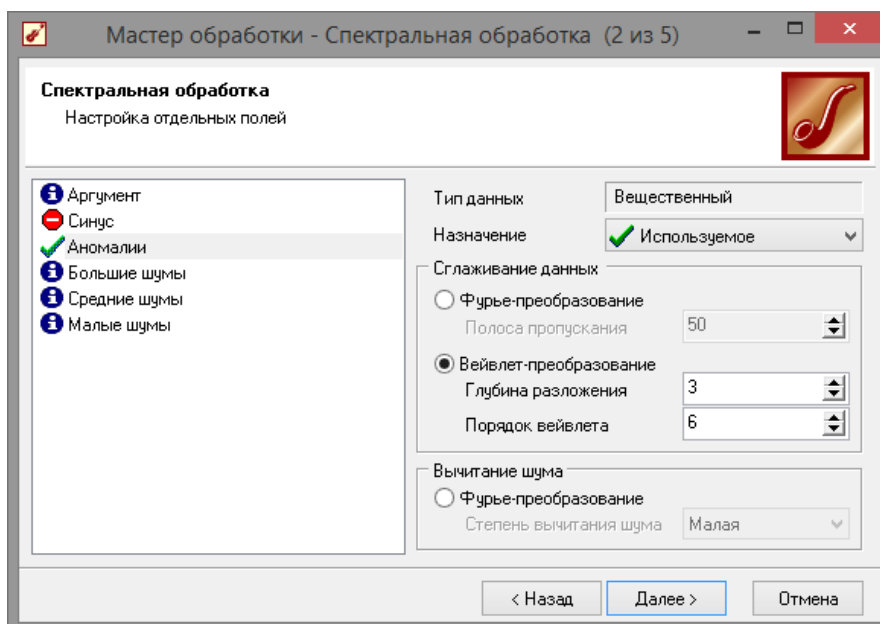 Мастер обработки - Спектральная обработка (2 из 5)
Спектральная обработка
Настройка отдельных полей
Аргумент
Синус
Аномалии
Большие шумы
Средние шумы
Малые шумы
Тип данных Вещественный
Назначение Используемое
Сглаживание данных
Фурье-преобразование
Полоса пропускания 50
Вейвлет-преобразование
Глубина разложения 3
Порядок вейвлета 6
Вычитание шума
Фурье-преобразование
Степень вычитания шума Малая
< Назад Далее > Отмена